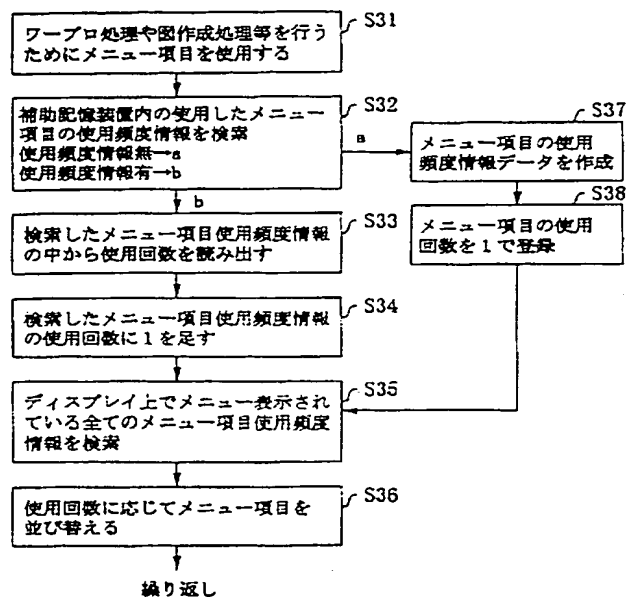 S31
ワープロ処理や図作成処理等を行う
ためにメニュー項目を使用する
S32
補助記憶装置内の使用したメニュー
項目の使用頻度情報を検索
使用頻度情報無→a
使用頻度情報有→b
a
b
S37
メニュー項目の使用
頻度情報データを作成
S38
メニュー項目の使用
回数を1で登録
S33
検索したメニュー項目使用頻度情報
の中から使用回数を読み出す
S34
検索したメニュー項目使用頻度情報
の使用回数に1を足す
S35
ディスプレイ上でメニュー表示され
ている全てのメニュー項目使用頻度
情報を検索
S36
使用回数に応じてメニュー項目を
並び替える
繰り返し